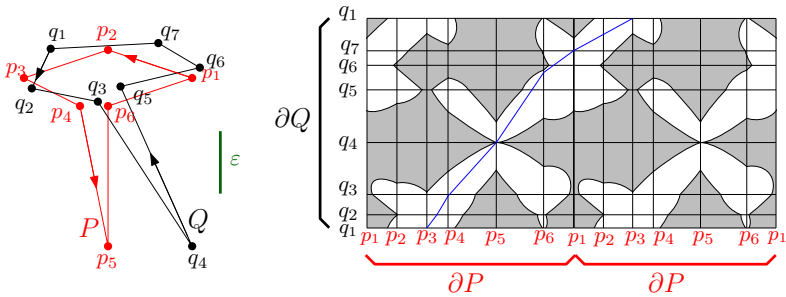 q1
q7
p2
q6
p3
p1
q2
q3
q5
p4
p6
ε
P
Q
p5
q4
∂Q
q1
q7
q6
q5
q4
q3
q2
q1
p1 p2 p3 p4 p5 p6 p1 p2 p3 p4 p5 p6 p1
∂P ∂P